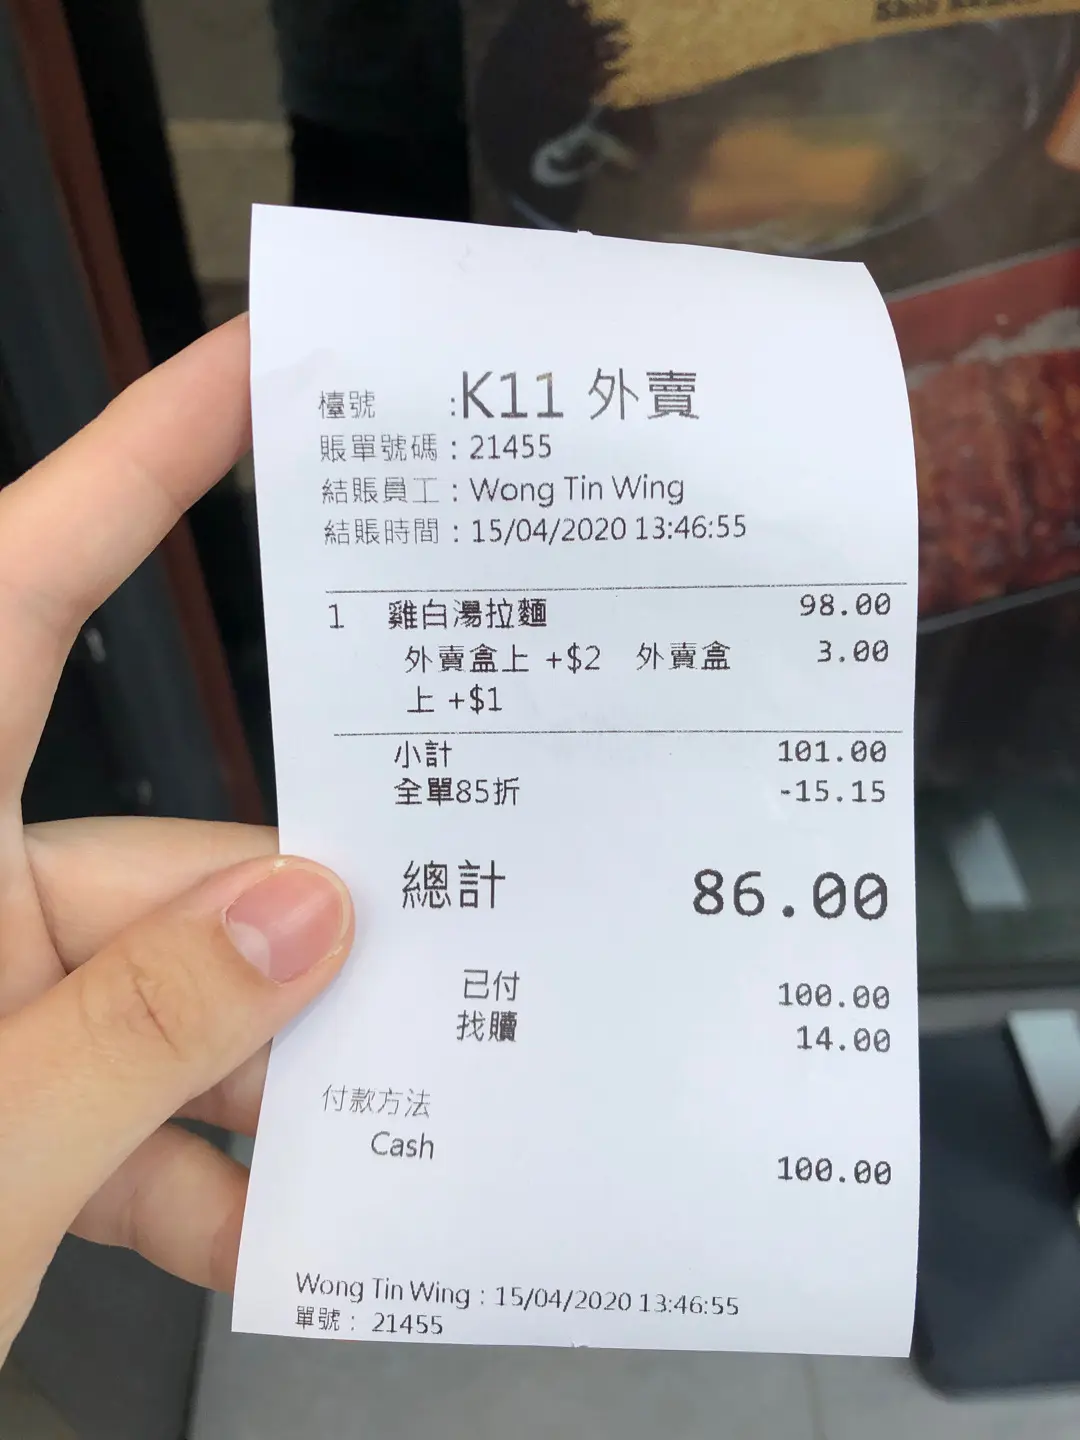 檯號 :K11 外賣
賬單號碼 : 21455
結賬員工 : Wong Tin Wing
結賬時間 : 15/04/2020 13:46:55
1 雞白湯拉麵 98.00
外賣盒上 +$2 外賣盒 3.00
上 +$1
小計 101.00
全單85折 -15.15
總計 86.00
已付 100.00
找贖 14.00
付款方法
Cash
100.00
Wong Tin Wing : 15/04/2020 13:46:55
單號 : 21455